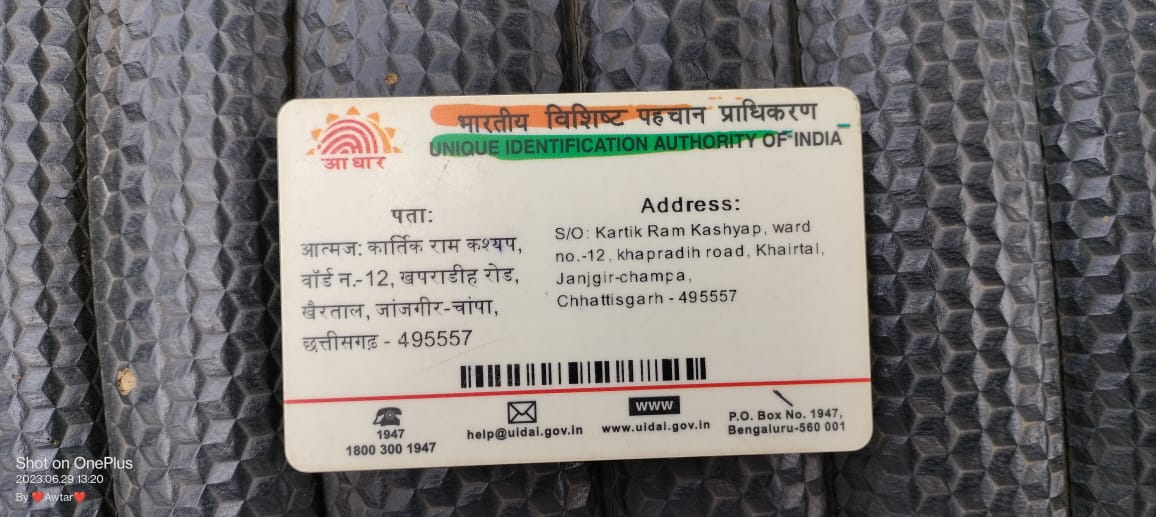 भारतीय विशिष्ट पहचान प्राधिकरण
UNIQUE IDENTIFICATION AUTHORITY OF INDIA
आधार
पता:
आत्मज: कार्तिक राम कश्यप,
वॉर्ड न.-12, खपराडीह रोड,
खैरताल, जांजगीर-चांपा,
छत्तीसगढ़ - 495557
Address:
S/O: Kartik Ram Kashyap, ward
no.-12, khapradih road, Khairtal,
Janjgir-champa,
Chhattisgarh - 495557
1947
1800 300 1947
help@uidai.gov.in
WWW
www.uidai.gov.in
P.O. Box No. 1947,
Bengaluru-560 001
Shot on OnePlus
2023.06.29 13:20
By ❤️Awtar❤️